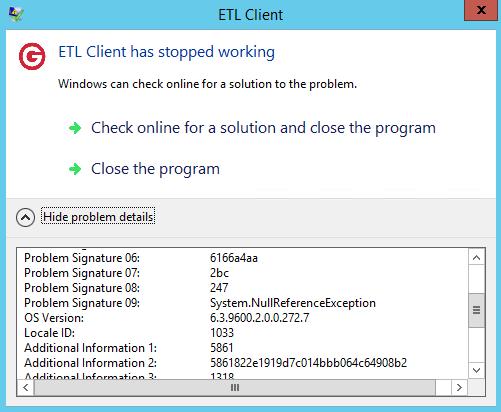 ETL Client
x
G
ETL Client has stopped working
Windows can check online for a solution to the problem.
Check online for a solution and close the program
Close the program
Hide problem details
Problem Signature 06: 6166a4aa
Problem Signature 07: 2bc
Problem Signature 08: 247
Problem Signature 09: System.NullReferenceException
OS Version: 6.3.9600.2.0.0.272.7
Locale ID: 1033
Additional Information 1: 5861
Additional Information 2: 5861822e1919d7c014bbb064c64908b2
Additional Information 3: 1318